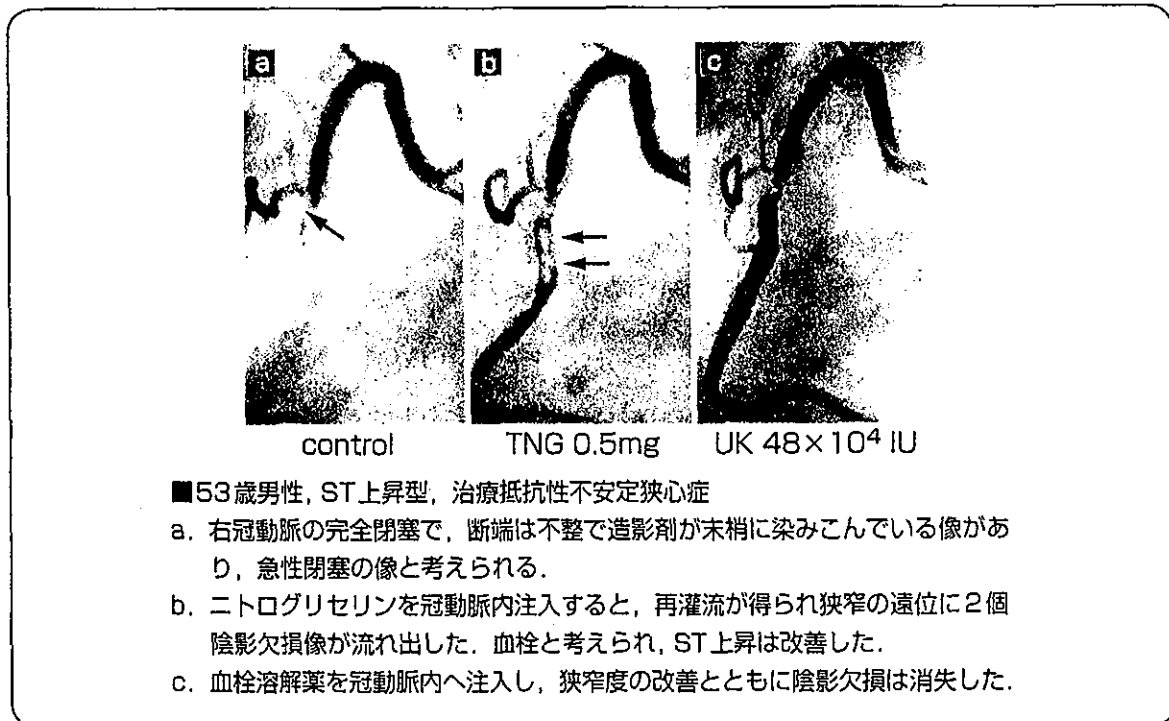 a b c
control TNG 0.5mg UK 48×10⁴ IU
■53歳男性，ST上昇型，治療抵抗性不安定狭心症
a．右冠動脈の完全閉塞で，断端は不整で造影剤が末梢に染みこんでいる像があ
り，急性閉塞の像と考えられる．
b．ニトログリセリンを冠動脈内注入すると，再灌流が得られ狭窄の遠位に2個
陰影欠損像が流れ出した．血栓と考えられ，ST上昇は改善した．
c．血栓溶解薬を冠動脈内へ注入し，狭窄度の改善とともに陰影欠損は消失した．